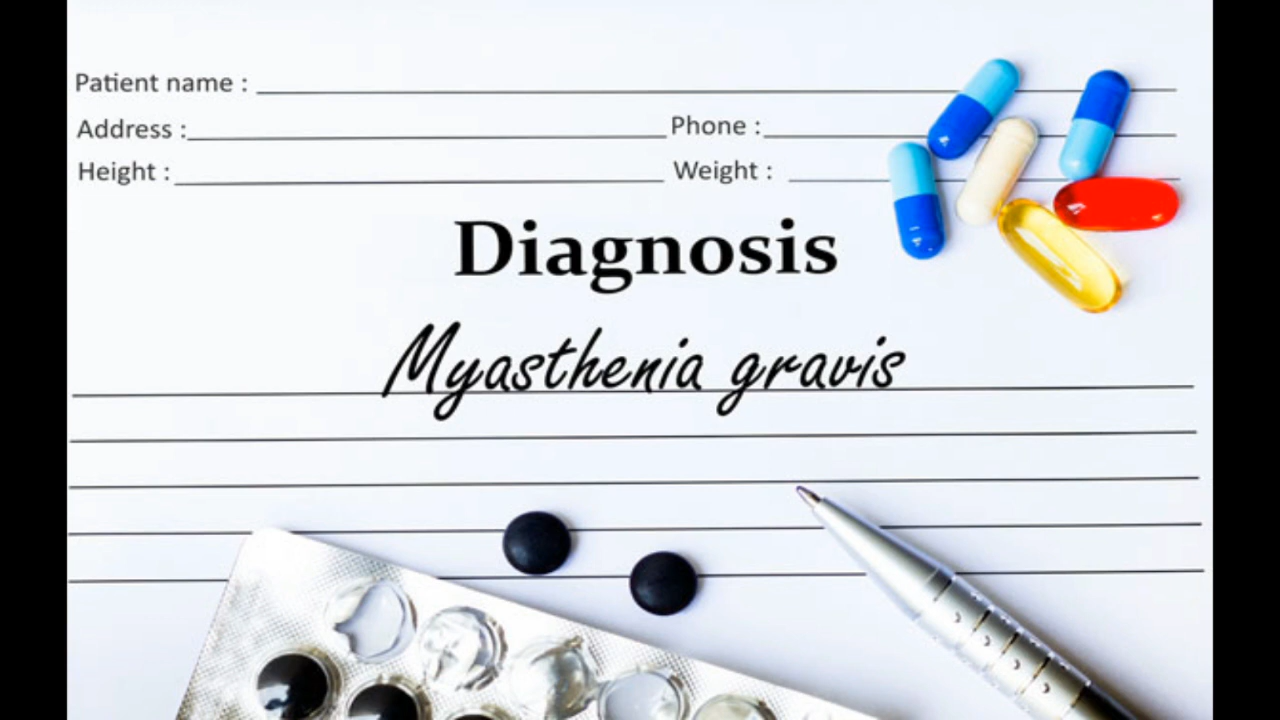 Patient name :
Address : Phone :
Height : Weight :
Diagnosis
Myasthenia gravis